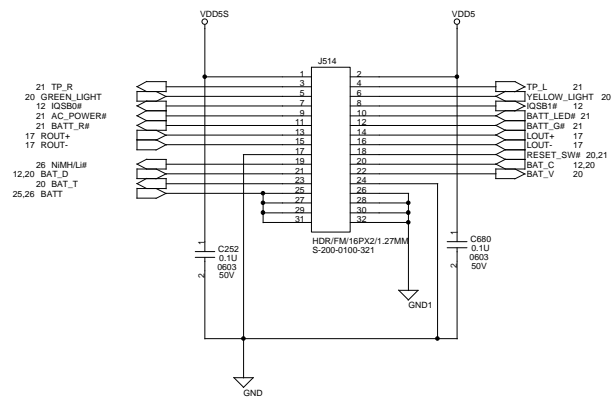 VDD5S
VDD5
J514
1 2
21 TP_R 3 4 TP_L 21
20 GREEN_LIGHT 5 6 YELLOW_LIGHT 20
12 IQSB0# 7 8 IQSB1# 12
21 AC_POWER# 9 10 BATT_LED# 21
21 BATT_R# 11 12 BATT_G# 21
17 ROUT+ 13 14 LOUT+ 17
17 ROUT- 15 16 LOUT- 17
17 18 RESET_SW# 20,21
26 NiMH/Li# 19 20 BAT_C 12,20
12,20 BAT_D 21 22 BAT_V 20
20 BAT_T 23 24
25,26 BATT 25 26
27 28
29 30
31 32
HDR/FM/16PX2/1.27MM
S-200-0100-321
1
C252
0.1U
0603
50V
2
1
C680
0.1U
0603
50V
2
GND1
GND